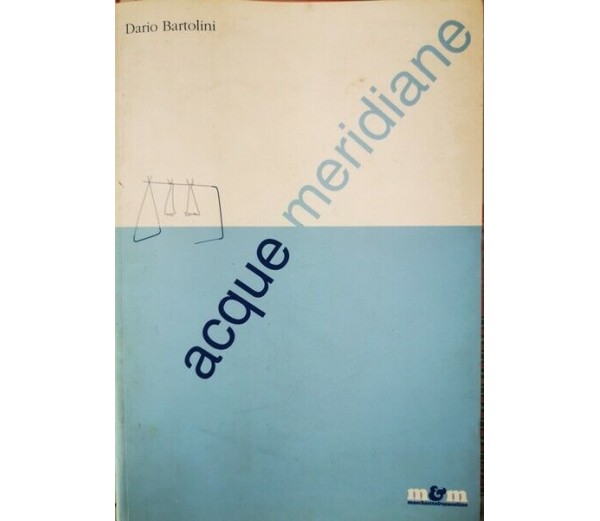 Dario Bartolini
acque meridiane
m&m